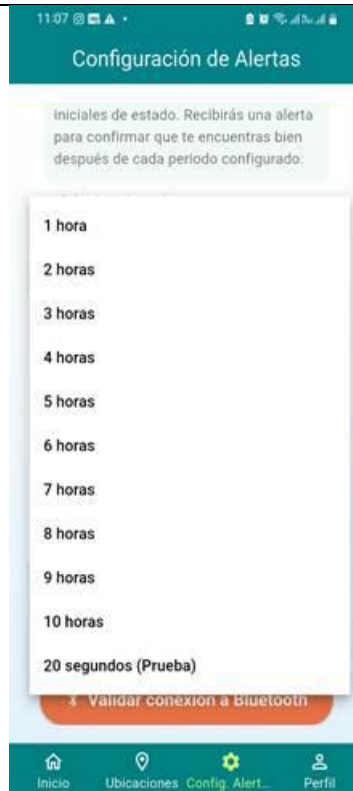 11:07
Configuración de Alertas
iniciales de estado. Recibirás una alerta
para confirmar que te encuentras bien
después de cada periodo configurado.
1 hora
2 horas
3 horas
4 horas
5 horas
6 horas
7 horas
8 horas
9 horas
10 horas
20 segundos (Prueba)
Validar conexión a Bluetooth
Inicio Ubicaciones Config. Alert... Perfil